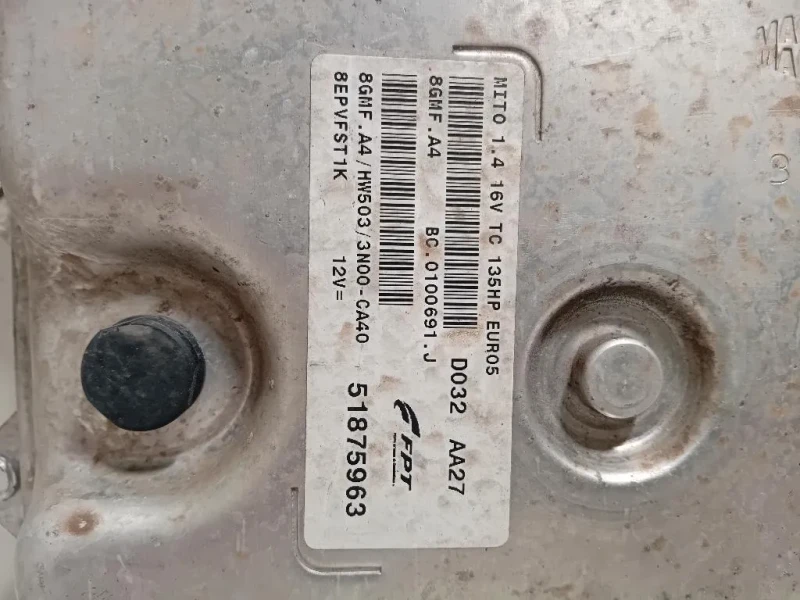 MITO 1.4 16V TC 135HP EURO5
D032 AA27
8GMF.A4 BC.0100691.J
FPT
8GMF.A4/HW503/3N00-CA40
51875963
8EPVFST1K 12V=